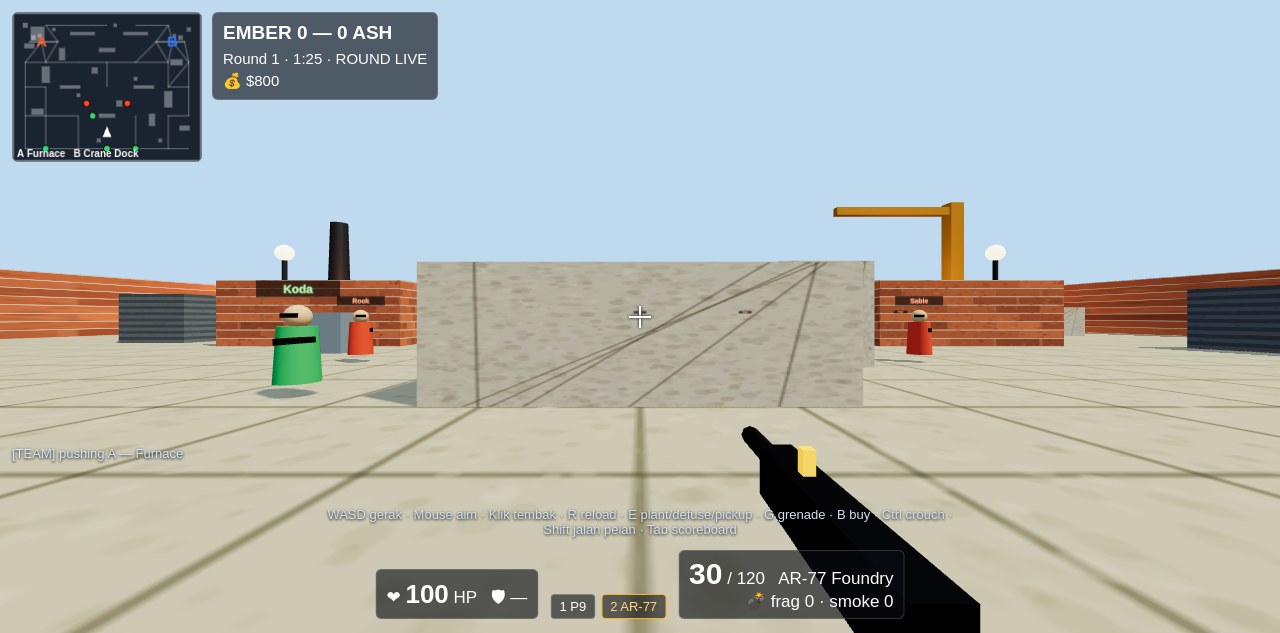 EMBER 0 — 0 ASH
Round 1 · 1:25 · ROUND LIVE
💰 $800
A
B
A Furnace B Crane Dock
Koda
Rook
Sable
[TEAM] pushing A — Furnace
WASD gerak · Mouse aim · Klik tembak · R reload · E plant/defuse/pickup · G grenade · B buy · Ctrl crouch ·
Shift jalan pelan · Tab scoreboard
❤ 100 HP 🛡 —
1 P9
2 AR-77
30 / 120 AR-77 Foundry
💣 frag 0 · smoke 0